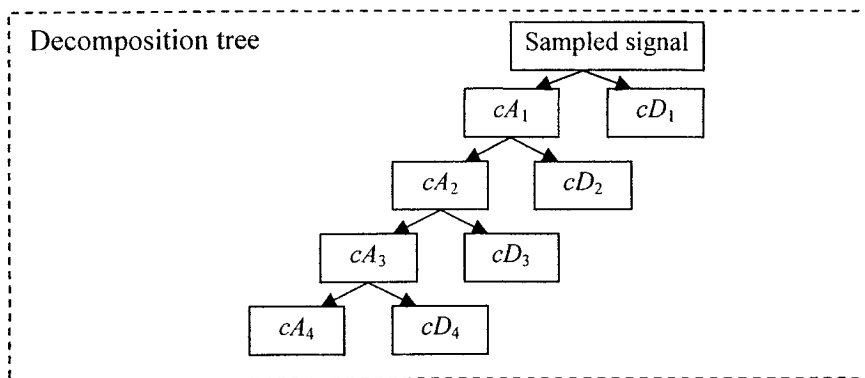 Decomposition tree
Sampled signal
cA₁
cD₁
cA₂
cD₂
cA₃
cD₃
cA₄
cD₄